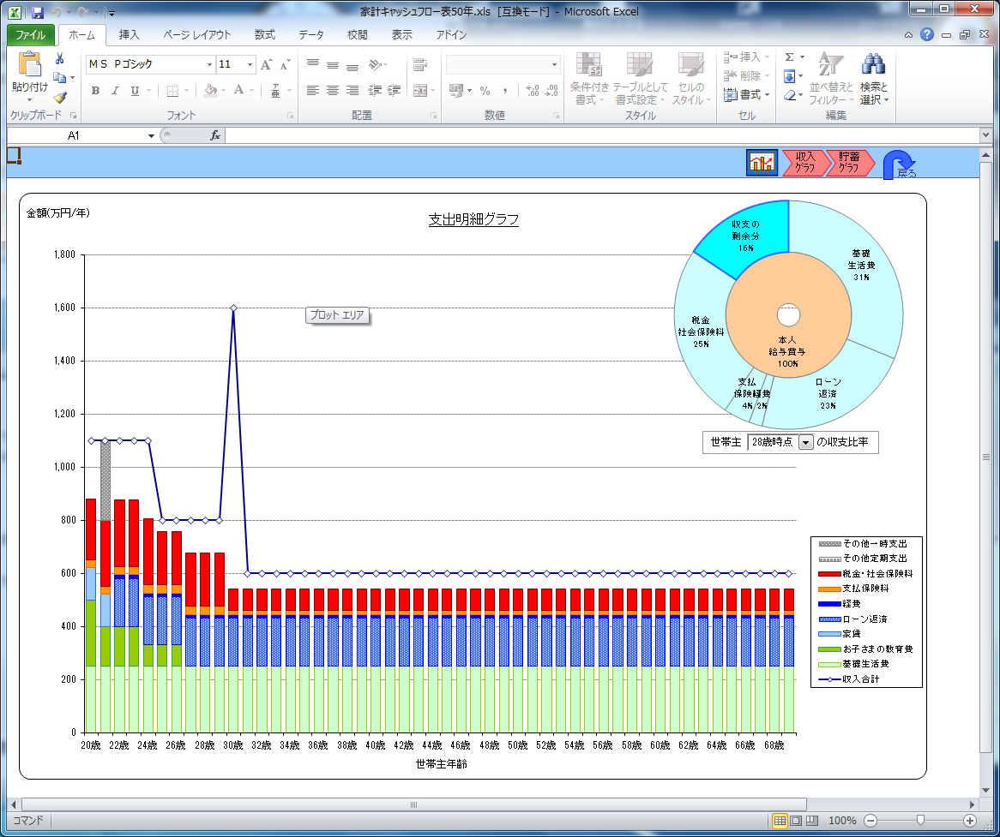 家計キャッシュフロー表50年.xls [互換モード] - Microsoft Excel
ファイル ホーム 挿入 ページ レイアウト 数式 データ 校閲 表示 アドイン
貼り付け
クリップボード
ＭＳ Ｐゴシック 11
B I U
フォント
配置
% ,
数値
条件付き
書式
テーブルとして
書式設定
セルの
スタイル
スタイル
挿入
削除
書式
セル
Σ
並べ替えと
フィルター
検索と
選択
編集
A1
fx
収入
グラフ
貯蓄
グラフ
戻る
金額(万円/年)
支出明細グラフ
1,800
1,600
1,400
1,200
1,000
800
600
400
200
0
プロット エリア
20歳 22歳 24歳 26歳 28歳 30歳 32歳 34歳 36歳 38歳 40歳 42歳 44歳 46歳 48歳 50歳 52歳 54歳 56歳 58歳 60歳 62歳 64歳 66歳 68歳
世帯主年齢
収支の
剰余分
16%
基礎
生活費
31%
税金
社会保険料
25%
本人
給与賞与
100%
支払
保険料
4%
経費
2%
ローン
返済
23%
世帯主 28歳時点 の収支比率
その他一時支出
その他定期支出
税金・社会保険料
支払保険料
経費
ローン返済
家賃
お子さまの教育費
基礎生活費
収入合計
コマンド
100%